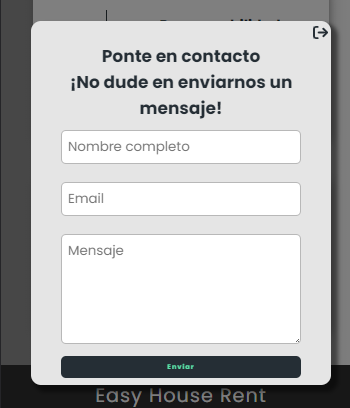 Ponte en contacto
¡No dude en enviarnos un
mensaje!
Nombre completo
Email
Mensaje
Enviar
Easy House Rent